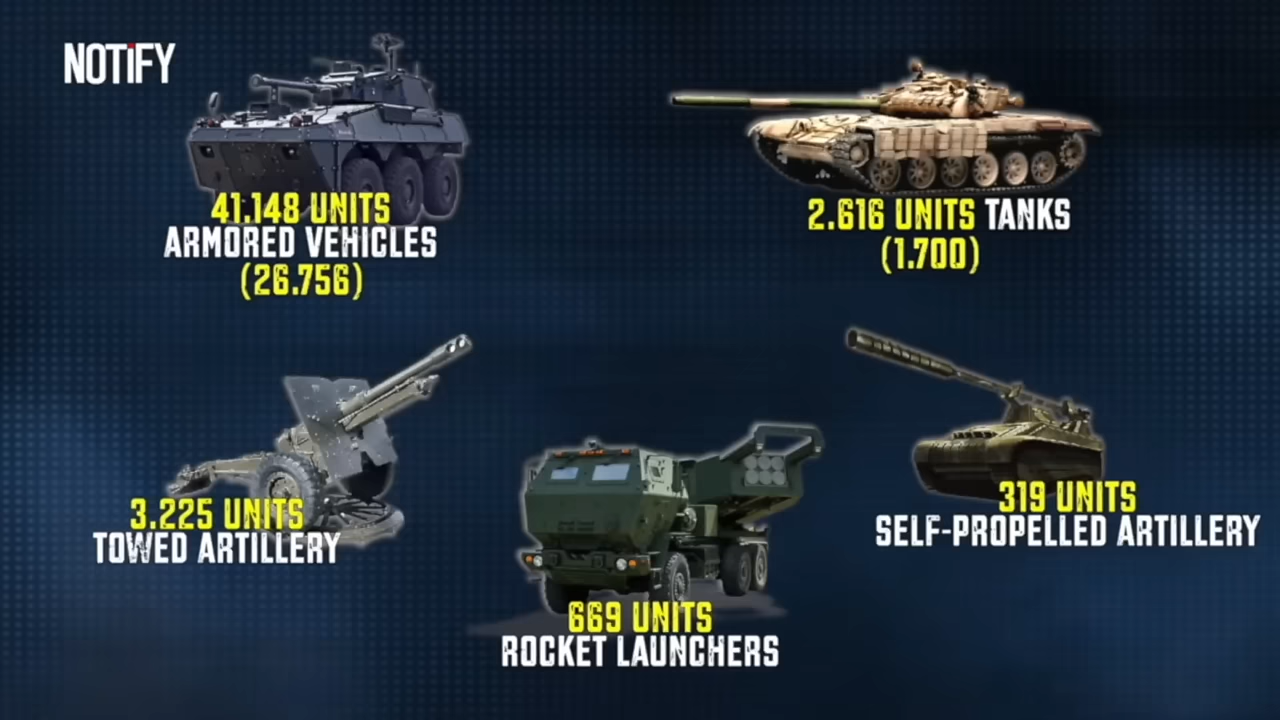 NOTiFY
41.148 UNITS
ARMORED VEHICLES
(26.756)
2.616 UNITS TANKS
(1.700)
3.225 UNITS
TOWED ARTILLERY
669 UNITS
ROCKET LAUNCHERS
319 UNITS
SELF-PROPELLED ARTILLERY